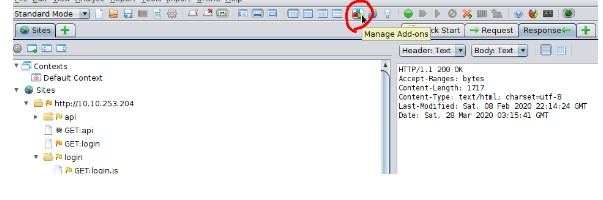 Standard Mode
Sites
Manage Add-ons
ck Start
Request
Response
Header: Text
Body: Text
Contexts
Default Context
Sites
http://10.10.253.204
api
GET:api
GET:login
login
GET:login.js
HTTP/1.1 200 OK
Accept-Ranges: bytes
Content-Length: 1717
Content-Type: text/html; charset=utf-8
Last-Modified: Sat, 08 Feb 2020 22:14:24 GMT
Date: Sat, 28 Mar 2020 03:15:41 GMT